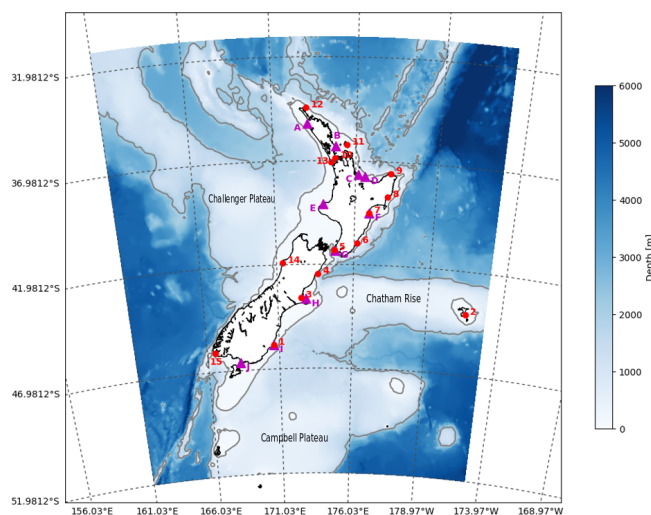 12
A
B
11
10
13
C
D
9
8
E
7
F
6
5
G
14
4
3
H
2
1
I
J
15
Challenger Plateau
Chatham Rise
Campbell Plateau
31.9812°S
36.9812°S
41.9812°S
46.9812°S
51.9812°S
156.03°E
161.03°E
166.03°E
171.03°E
176.03°E
178.97°W
173.97°W
168.97°W
6000
5000
4000
3000
2000
1000
0
Depth [m]